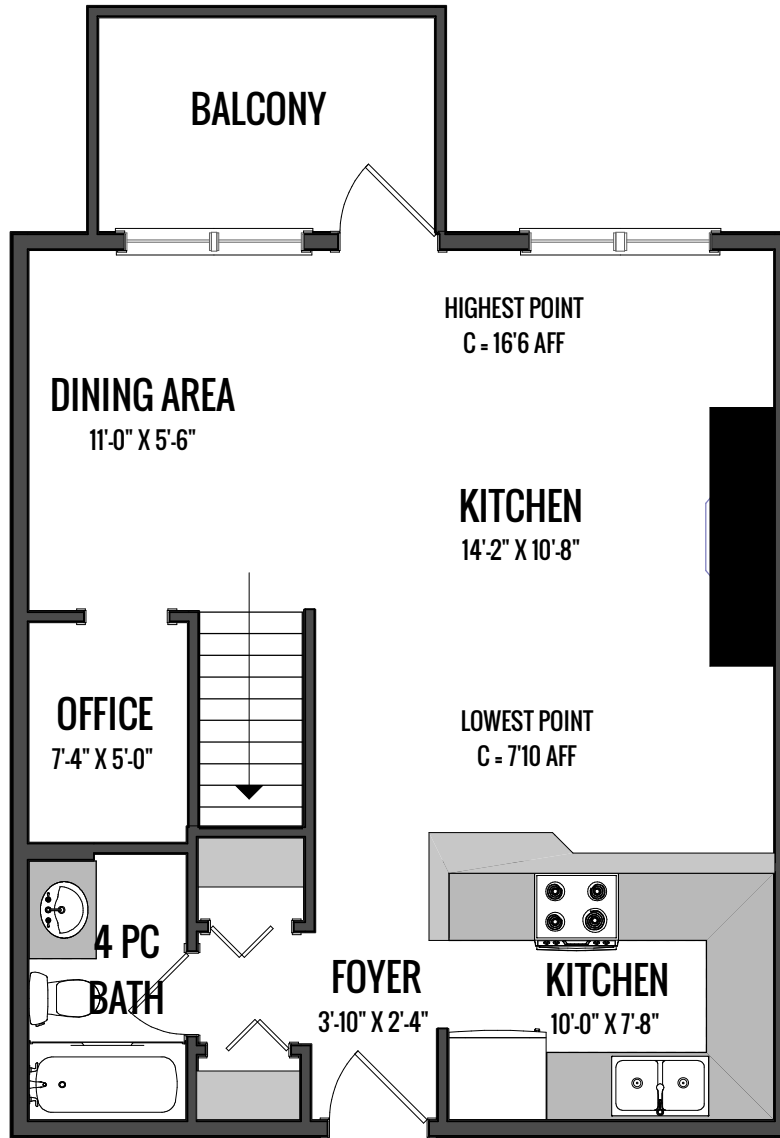 BALCONY
HIGHEST POINT
C = 16'6 AFF
DINING AREA
11'-0" X 5'-6"
KITCHEN
14'-2" X 10'-8"
OFFICE
7'-4" X 5'-0"
LOWEST POINT
C = 7'10 AFF
4 PC
BATH
FOYER
3'-10" X 2'-4"
KITCHEN
10'-0" X 7'-8"